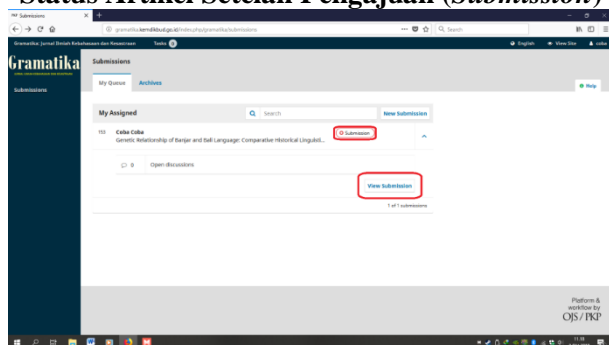 Status Artikel Setelah Pengajuan (Submission)
Submissions
gramatika.kemdikbud.go.id/index.php/gramatika/submissions
Search
Gramatika: Jurnal Ilmiah Kebahasaan dan Kesastraan
Tasks 0
English
View Site
coba
Gramatika
Submissions
Submissions
My Queue
Archives
Help
My Assigned
Search
New Submission
Coba Coba
Submission
Genetic Relationship of Banjar and Bali Language: Comparative Historical Linguisti...
0 Open discussions
View Submission
1 of 1 submissions
Platform &
workflow by
OJS / PKP